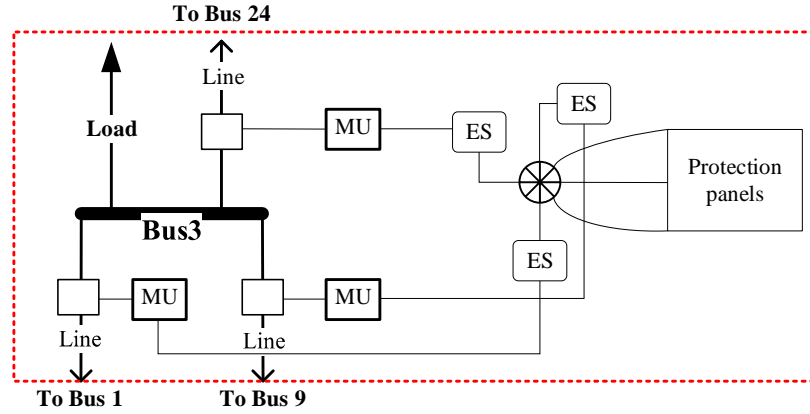 To Bus 24
Line
Load
MU
ES
ES
Protection
panels
Bus3
ES
MU
MU
Line
Line
To Bus 1
To Bus 9